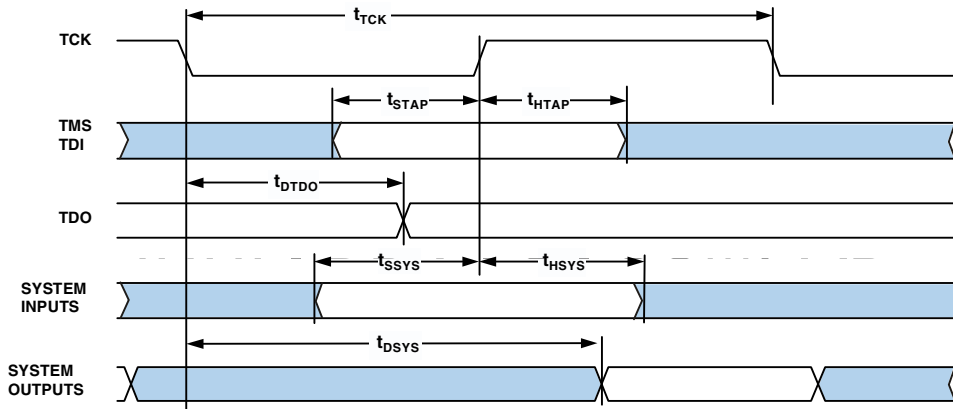 tTCK
TCK
tSTAP
tHTAP
TMS
TDI
tDTDO
TDO
tSSYS
tHSYS
SYSTEM
INPUTS
tDSYS
SYSTEM
OUTPUTS